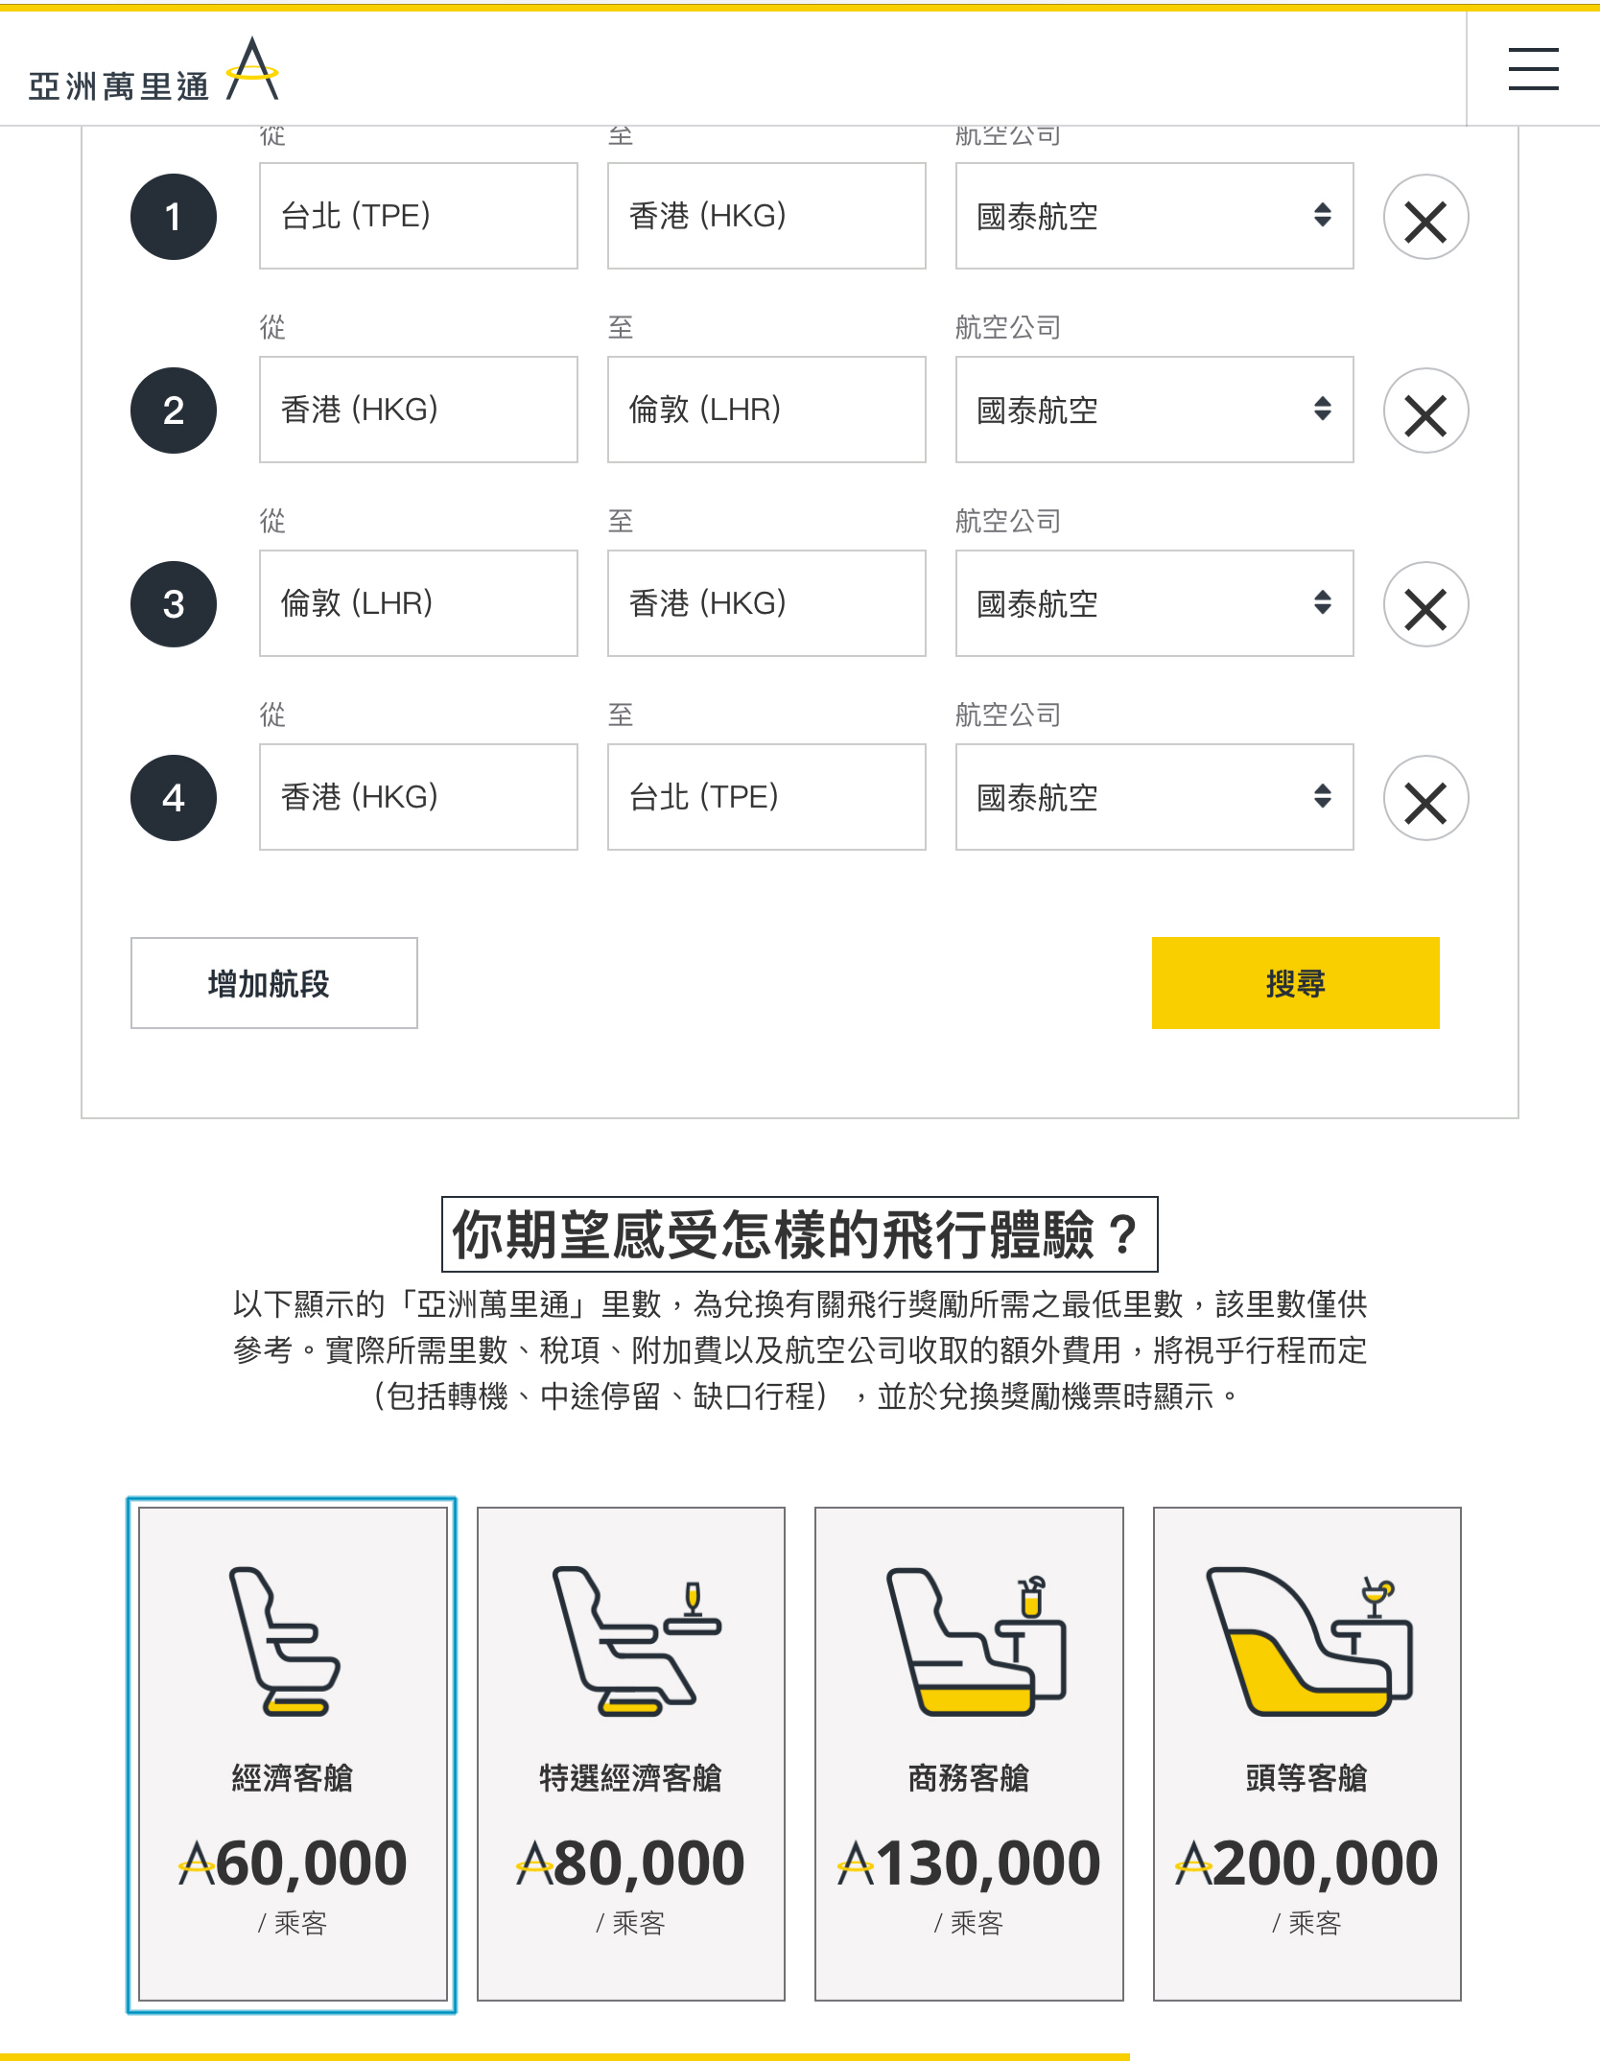 亞洲萬里通
從 至 航空公司
1 台北 (TPE) 香港 (HKG) 國泰航空
從 至 航空公司
2 香港 (HKG) 倫敦 (LHR) 國泰航空
從 至 航空公司
3 倫敦 (LHR) 香港 (HKG) 國泰航空
從 至 航空公司
4 香港 (HKG) 台北 (TPE) 國泰航空
增加航段 搜尋
你期望感受怎樣的飛行體驗？
以下顯示的「亞洲萬里通」里數，為兌換有關飛行獎勵所需之最低里數，該里數僅供
參考。實際所需里數、稅項、附加費以及航空公司收取的額外費用，將視乎行程而定
（包括轉機、中途停留、缺口行程），並於兌換獎勵機票時顯示。
經濟客艙 特選經濟客艙 商務客艙 頭等客艙
60,000 80,000 130,000 200,000
/ 乘客 / 乘客 / 乘客 / 乘客